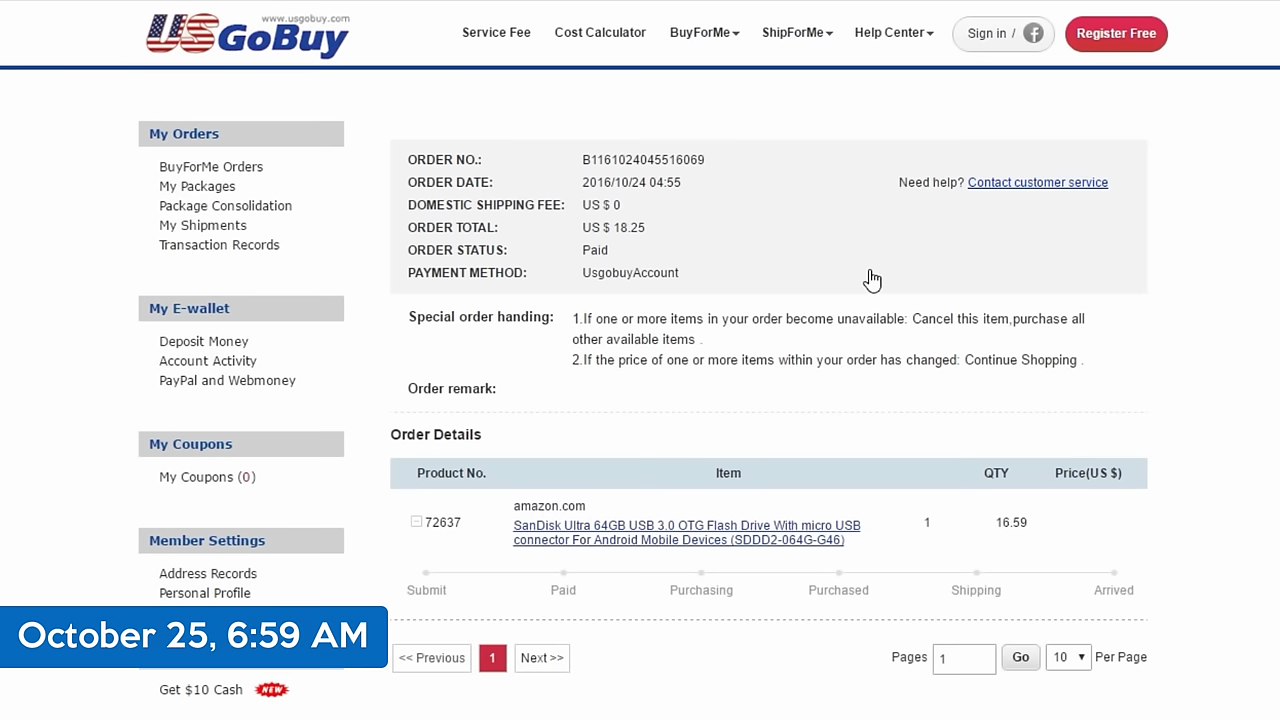 www.usgobuy.com
USGoBuy
Service Fee
Cost Calculator
BuyForMe
ShipForMe
Help Center
Sign in /
Register Free
My Orders
BuyForMe Orders
My Packages
Package Consolidation
My Shipments
Transaction Records
My E-wallet
Deposit Money
Account Activity
PayPal and Webmoney
My Coupons
My Coupons (0)
Member Settings
Address Records
Personal Profile
October 25, 6:59 AM
Get $10 Cash NEW
ORDER NO.: B1161024045516069
ORDER DATE: 2016/10/24 04:55
Need help? Contact customer service
DOMESTIC SHIPPING FEE: US $ 0
ORDER TOTAL: US $ 18.25
ORDER STATUS: Paid
PAYMENT METHOD: UsgobuyAccount
Special order handing: 1.If one or more items in your order become unavailable: Cancel this item,purchase all
other available items .
2.If the price of one or more items within your order has changed: Continue Shopping .
Order remark:
Order Details
Product No. Item QTY Price(US $)
amazon.com
72637 SanDisk Ultra 64GB USB 3.0 OTG Flash Drive With micro USB 1 16.59
connector For Android Mobile Devices (SDDD2-064G-G46)
Submit Paid Purchasing Purchased Shipping Arrived
<< Previous 1 Next >> Pages 1 Go 10 Per Page